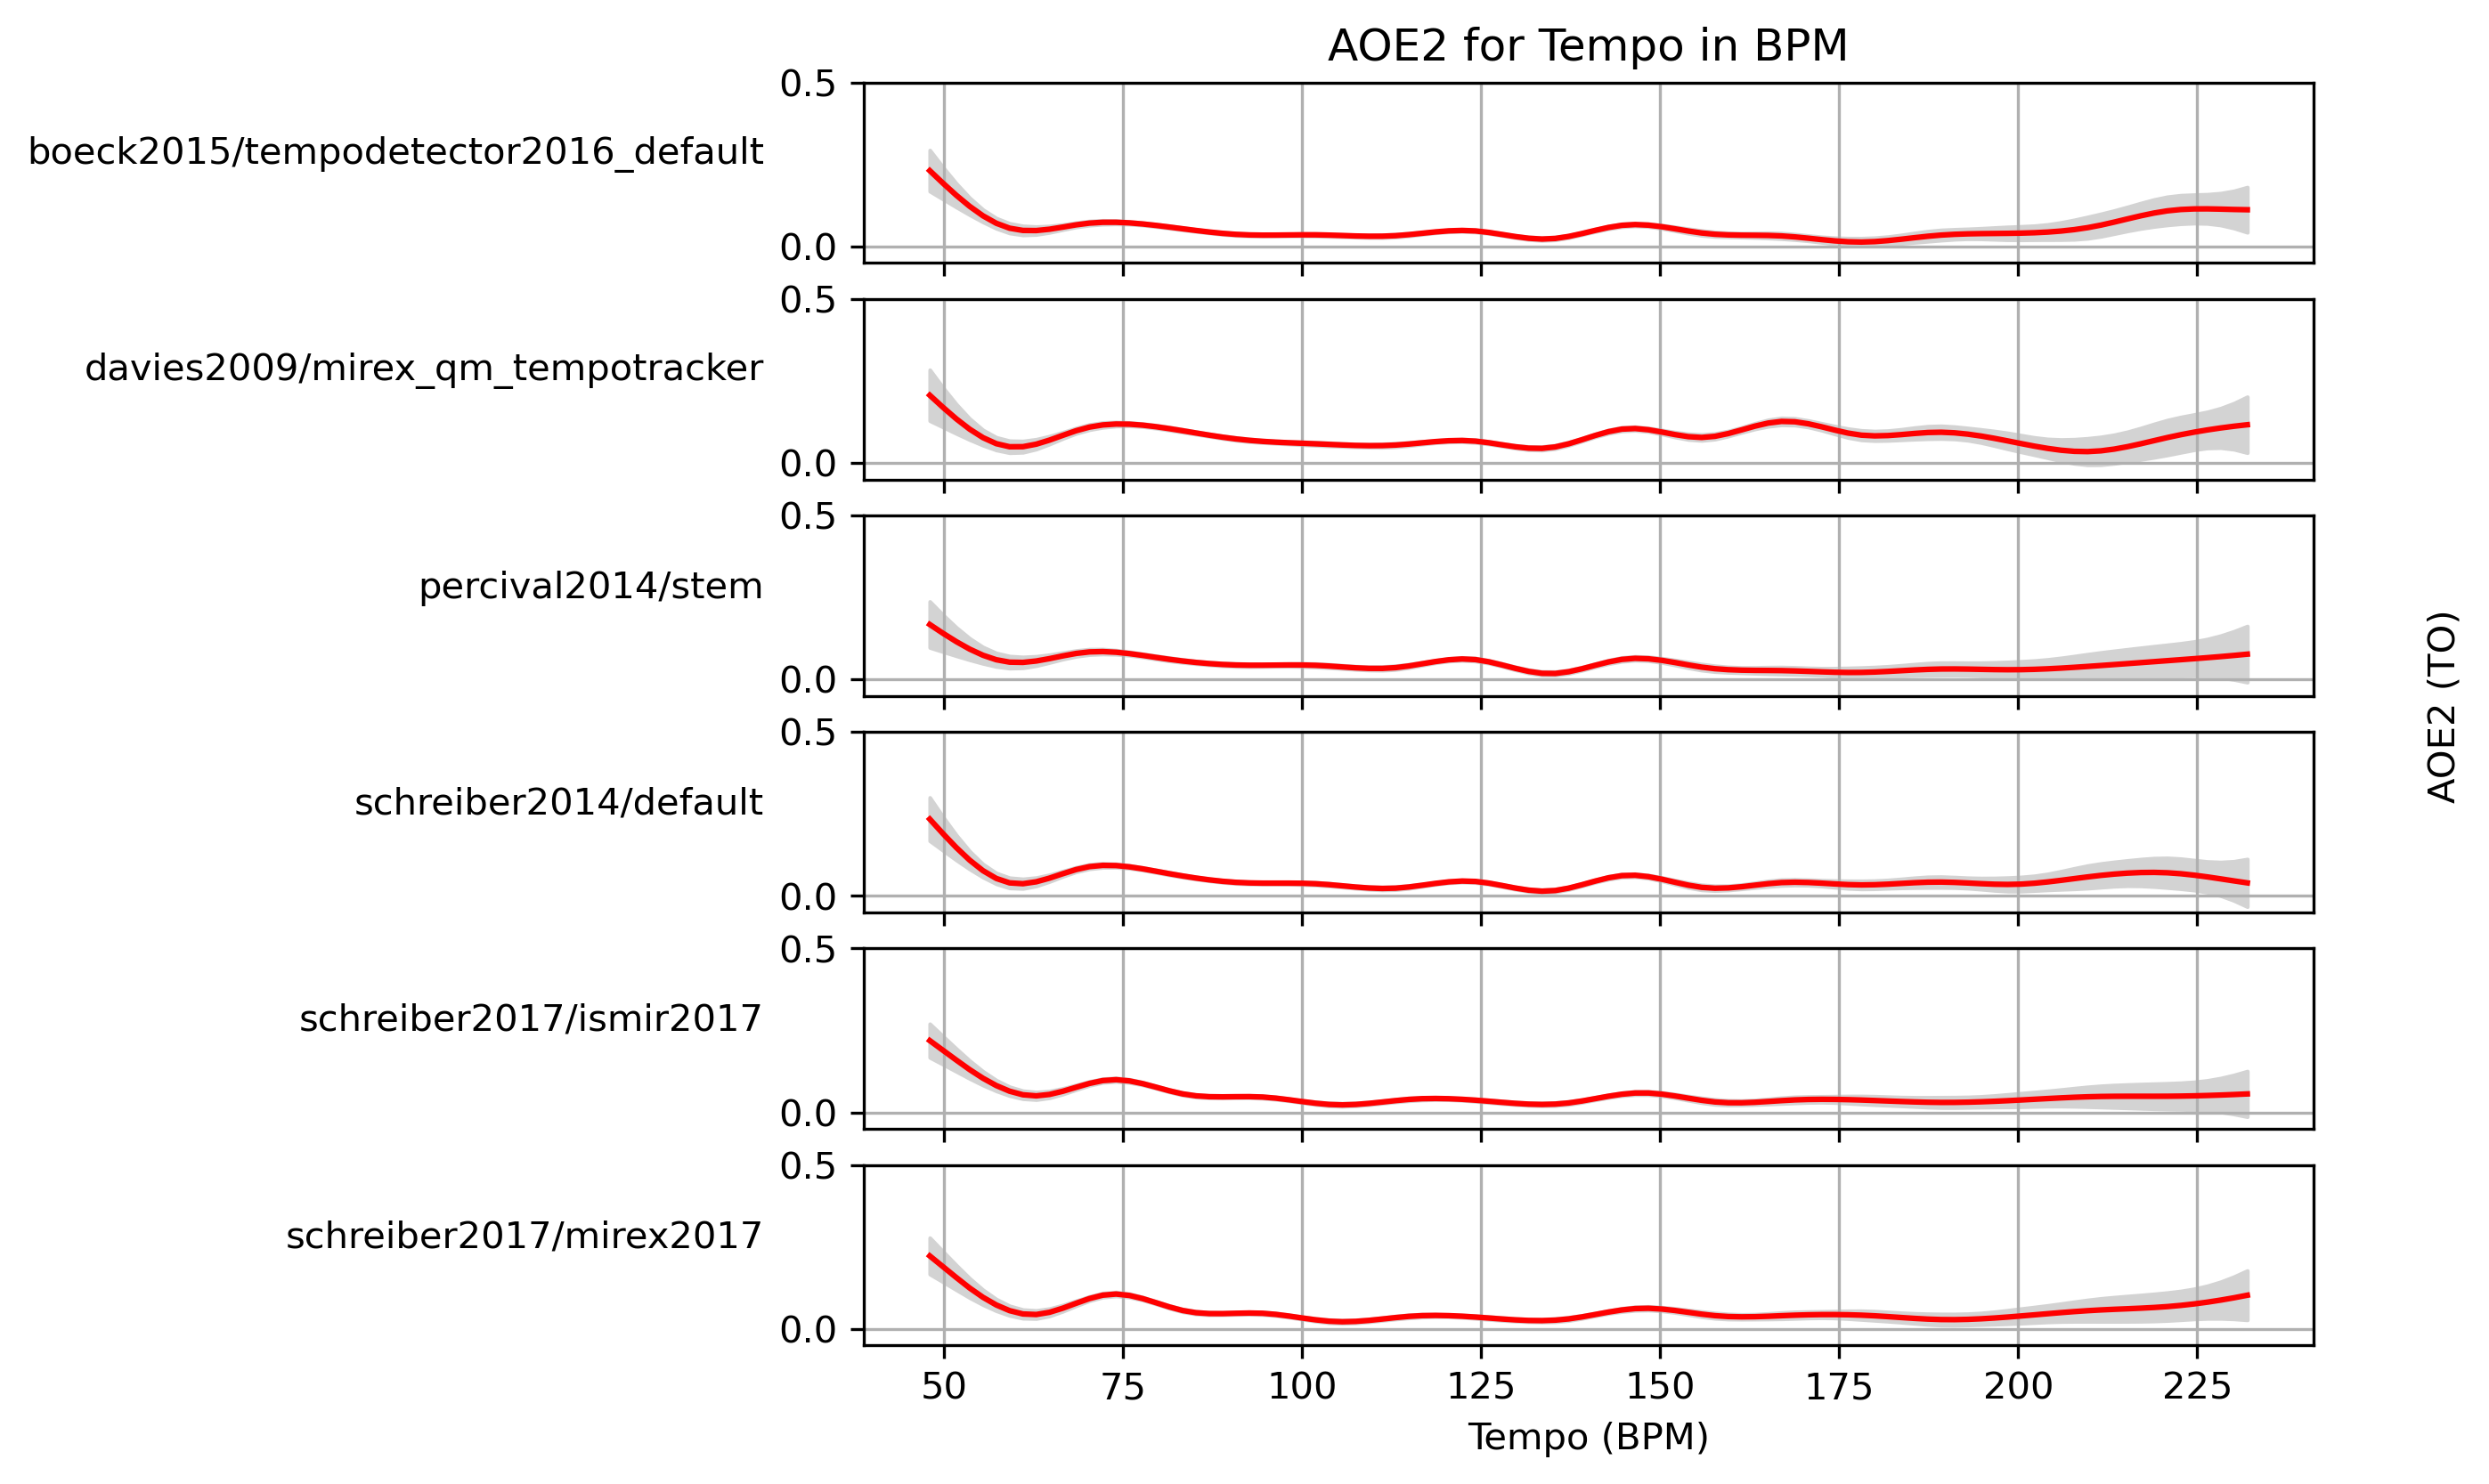 AOE2 for Tempo in BPM
0.5
boeck2015/tempodetector2016_default
0.0
0.5
davies2009/mirex_qm_tempotracker
0.0
0.5
percival2014/stem
0.0
AOE2 (TO)
0.5
schreiber2014/default
0.0
0.5
schreiber2017/ismir2017
0.0
0.5
schreiber2017/mirex2017
0.0
50 75 100 125 150 175 200 225
Tempo (BPM)